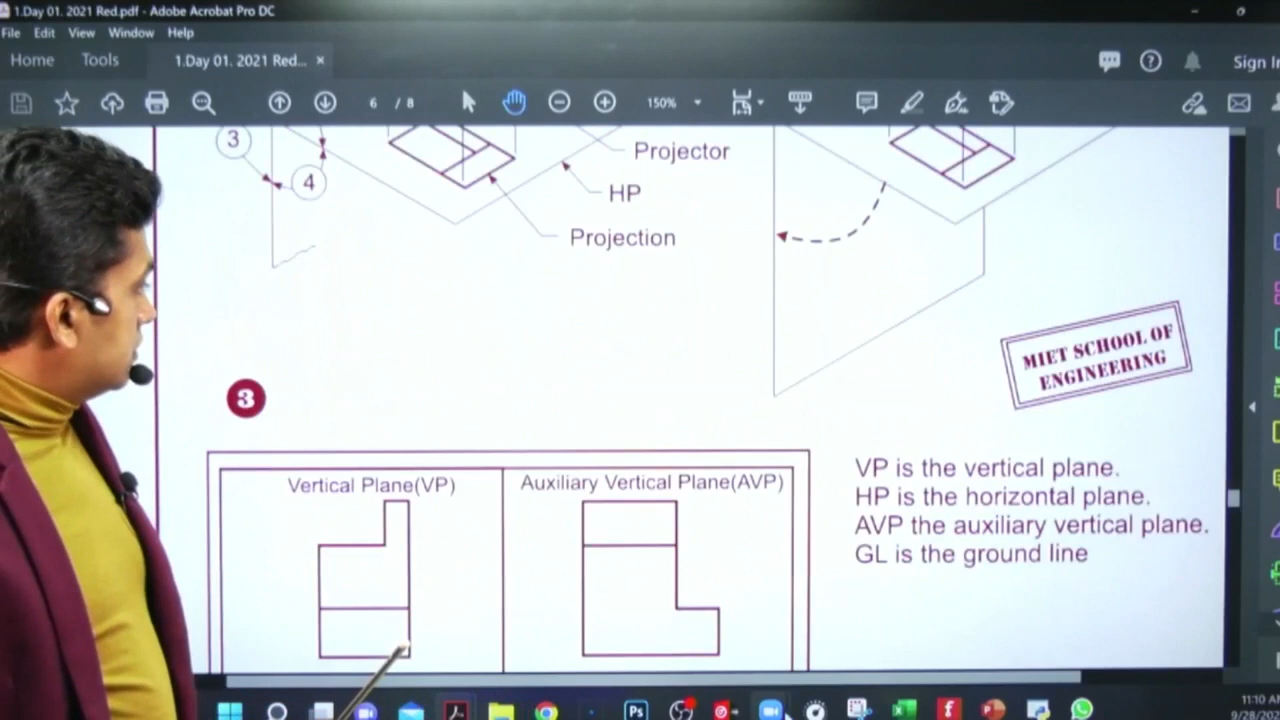 1.Day 01. 2021 Red.pdf - Adobe Acrobat Pro DC
File Edit View Window Help
Home Tools 1.Day 01. 2021 Red... × Sign In
6 / 8 150%
3
4
Projector
HP
Projection
MIET SCHOOL OF
ENGINEERING
3
Vertical Plane(VP)
Auxiliary Vertical Plane(AVP)
VP is the vertical plane.
HP is the horizontal plane.
AVP the auxiliary vertical plane.
GL is the ground line
Ps
11:10